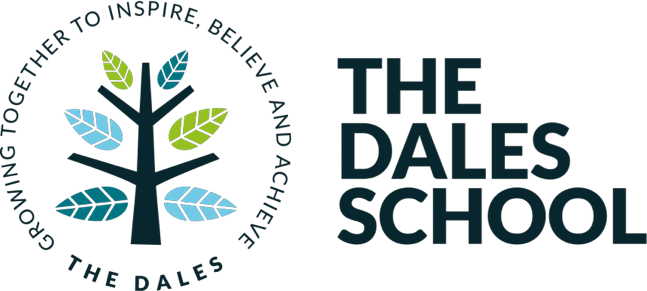 GROWING TOGETHER TO INSPIRE, BELIEVE AND ACHIEVE
THE DALES
THE
DALES
SCHOOL